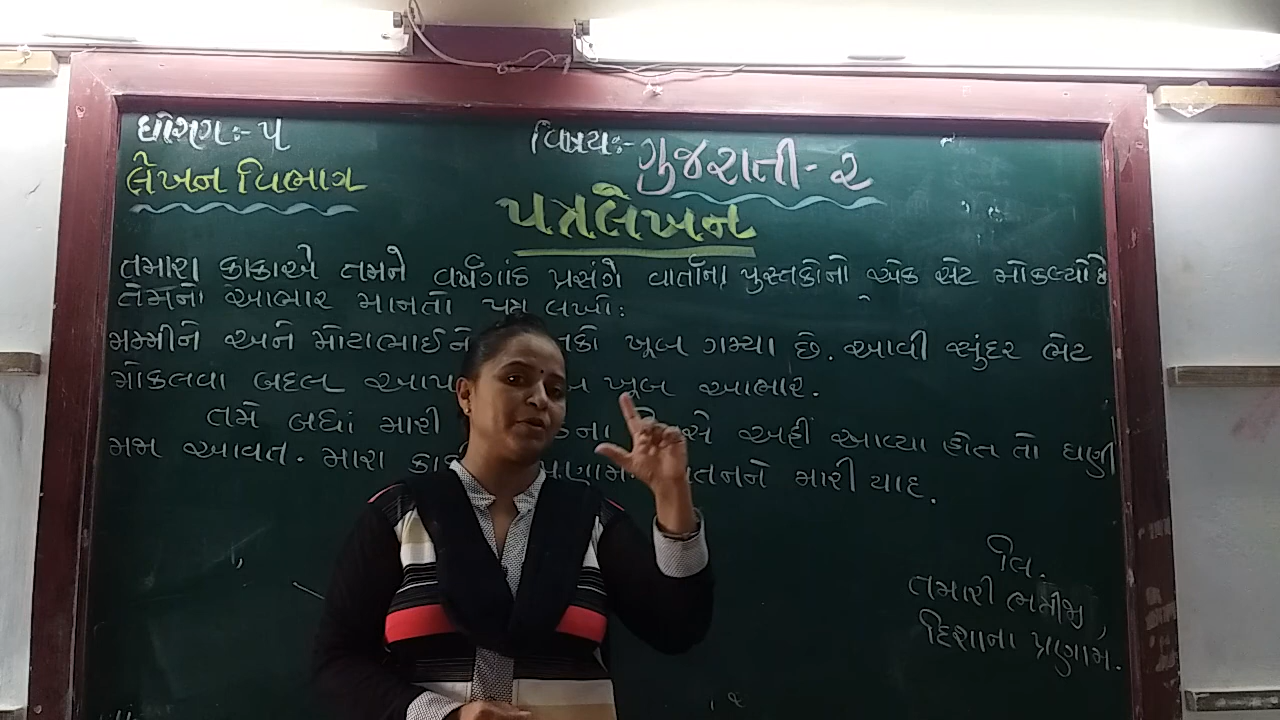 ધોરણઃ- ૫
વિષયઃ- ગુજરાતી - ૨
લેખન વિભાગ
પત્રલેખન
તમારા કાકાએ તમને વર્ષગાંઠ પ્રસંગે વાર્તાના પુસ્તકોનો એક સેટ મોકલ્યો છે
તેમનો આભાર માનતો પત્ર લખોઃ
મમ્મીને અને મોટાભાઈને ખૂબ ગમ્યા છે. આવી સુંદર ભેટ
મોકલવા બદલ ખૂબ આભાર.
તમે બધાં મારી અહીં આવ્યા હોત તો ઘણી
મજા આવત. મારા મારી યાદ.
લિ.
તમારી ભત્રીજી,
દિશાના પ્રણામ.